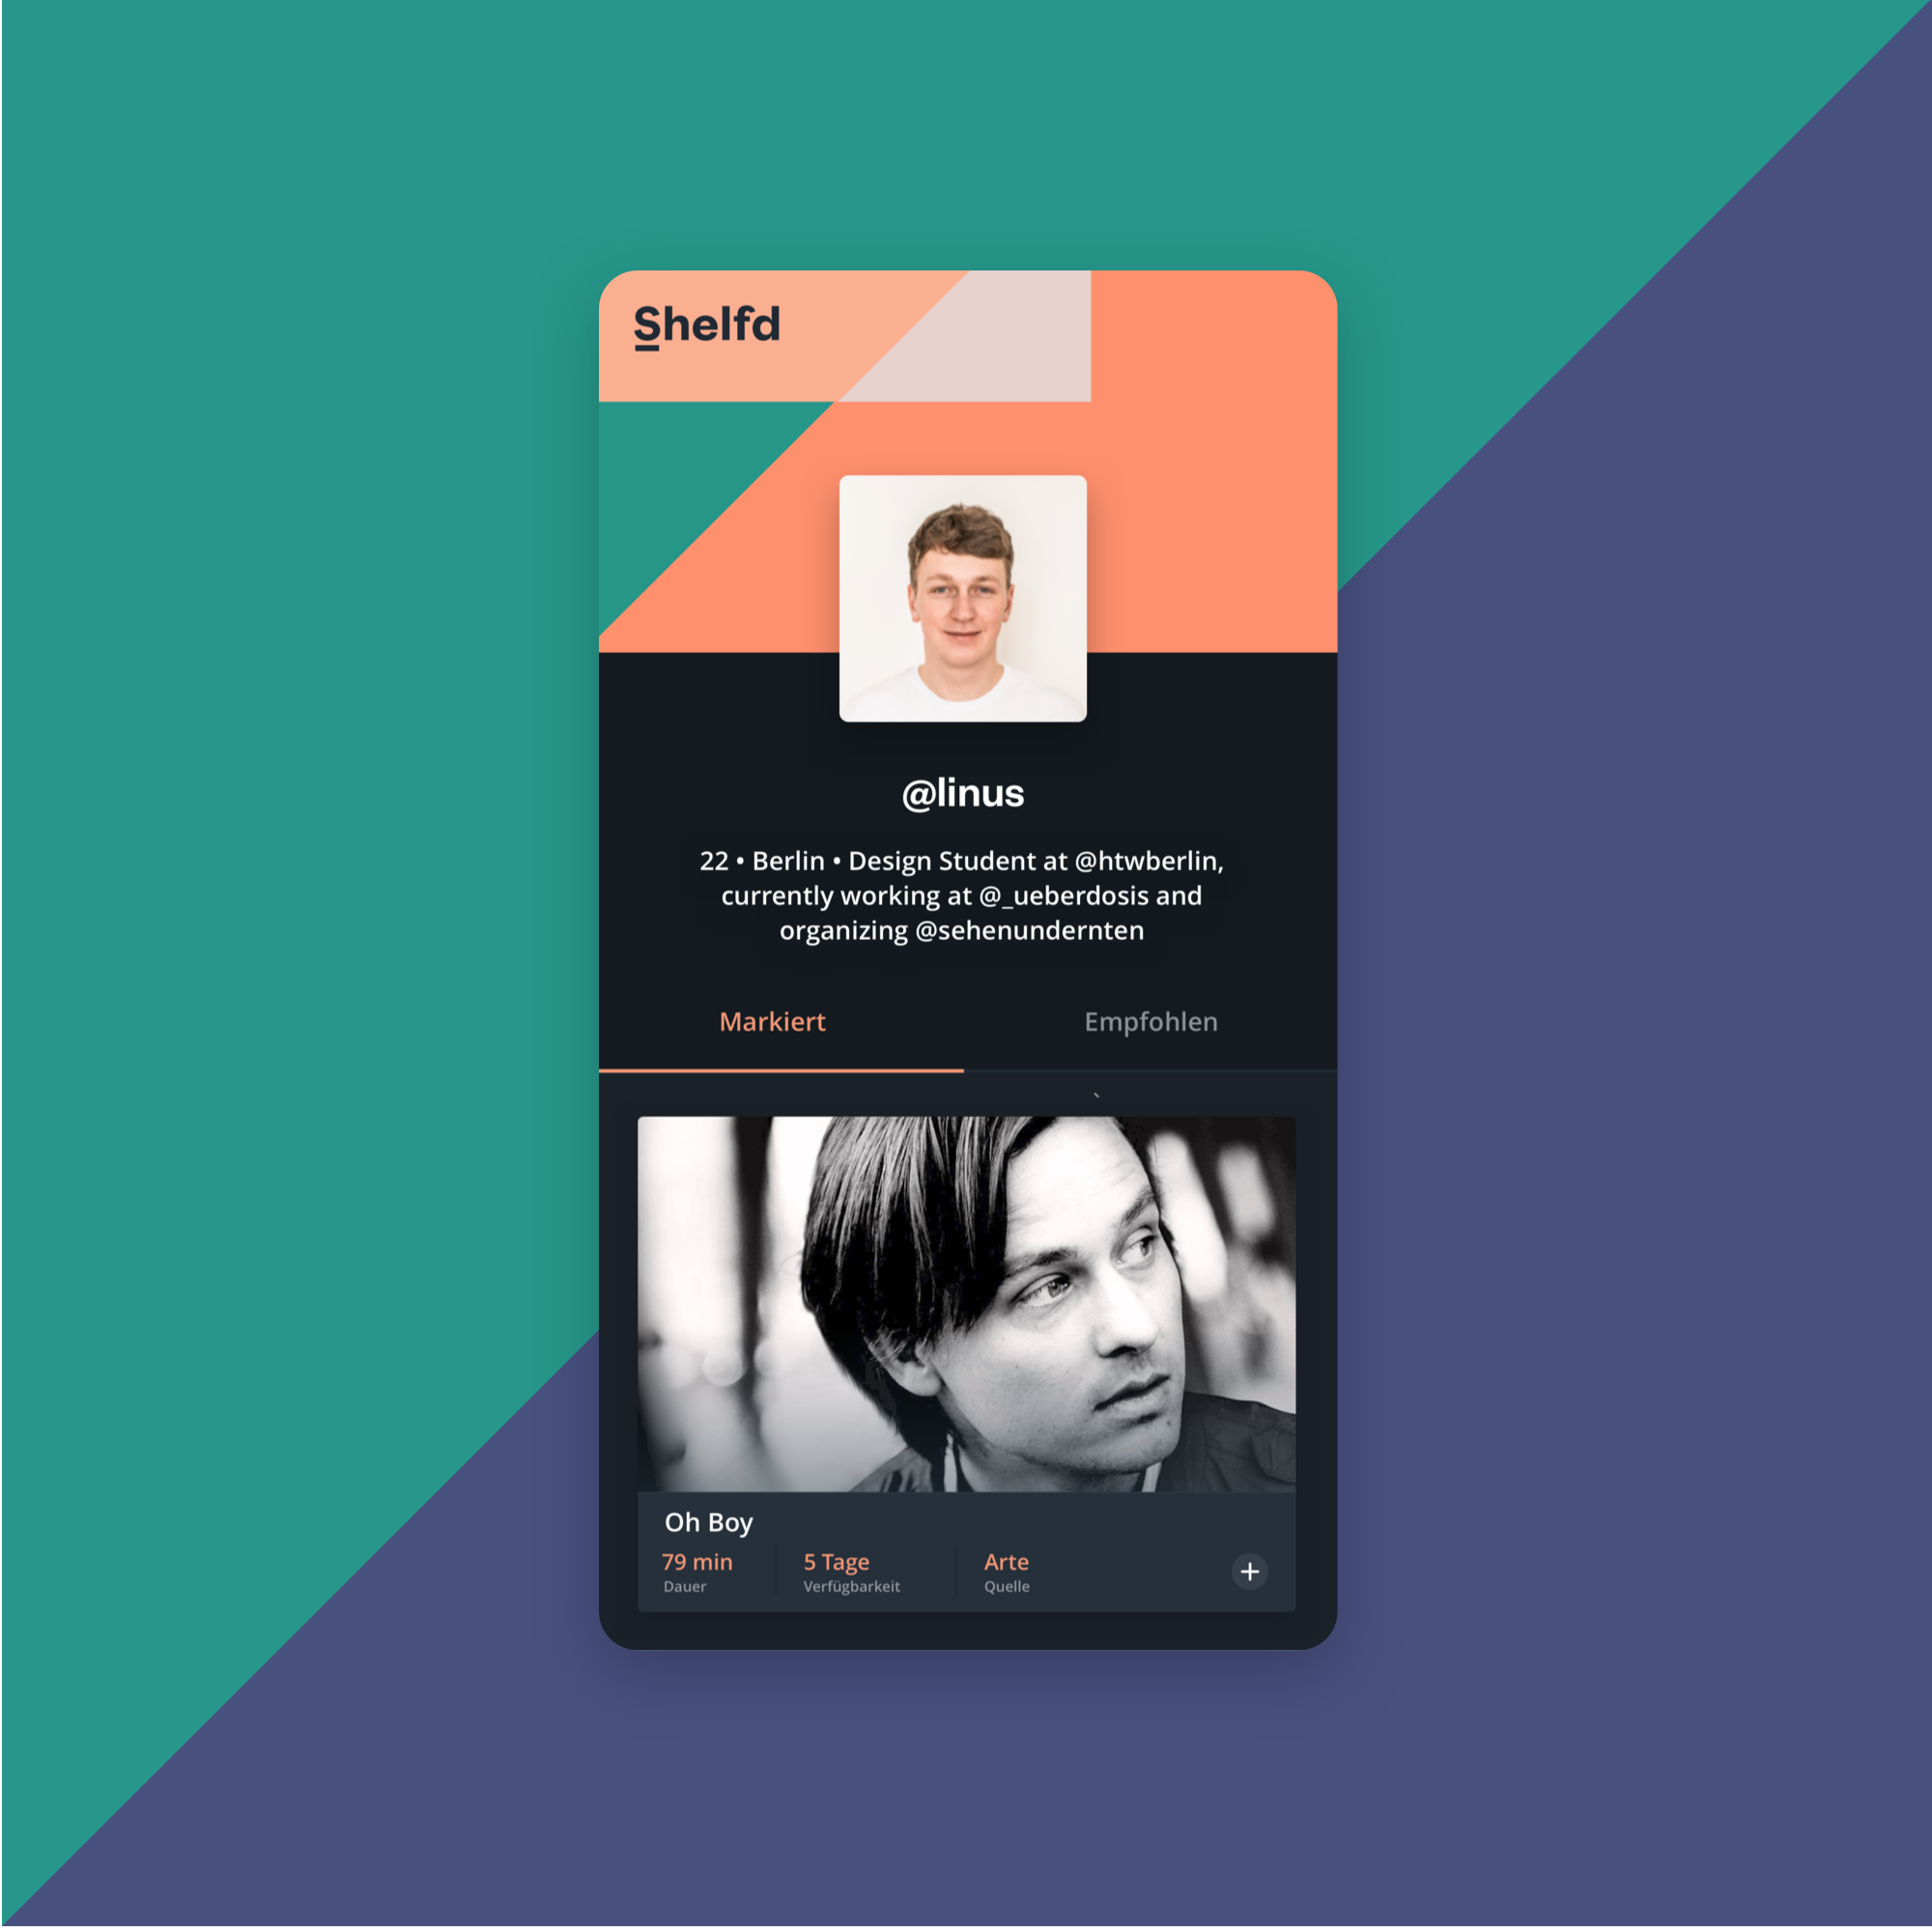 Shelfd
@linus
22 • Berlin • Design Student at @htwberlin,
currently working at @_ueberdosis and
organizing @sehenundernten
Markiert Empfohlen
Oh Boy
79 min 5 Tage Arte
Dauer Verfügbarkeit Quelle